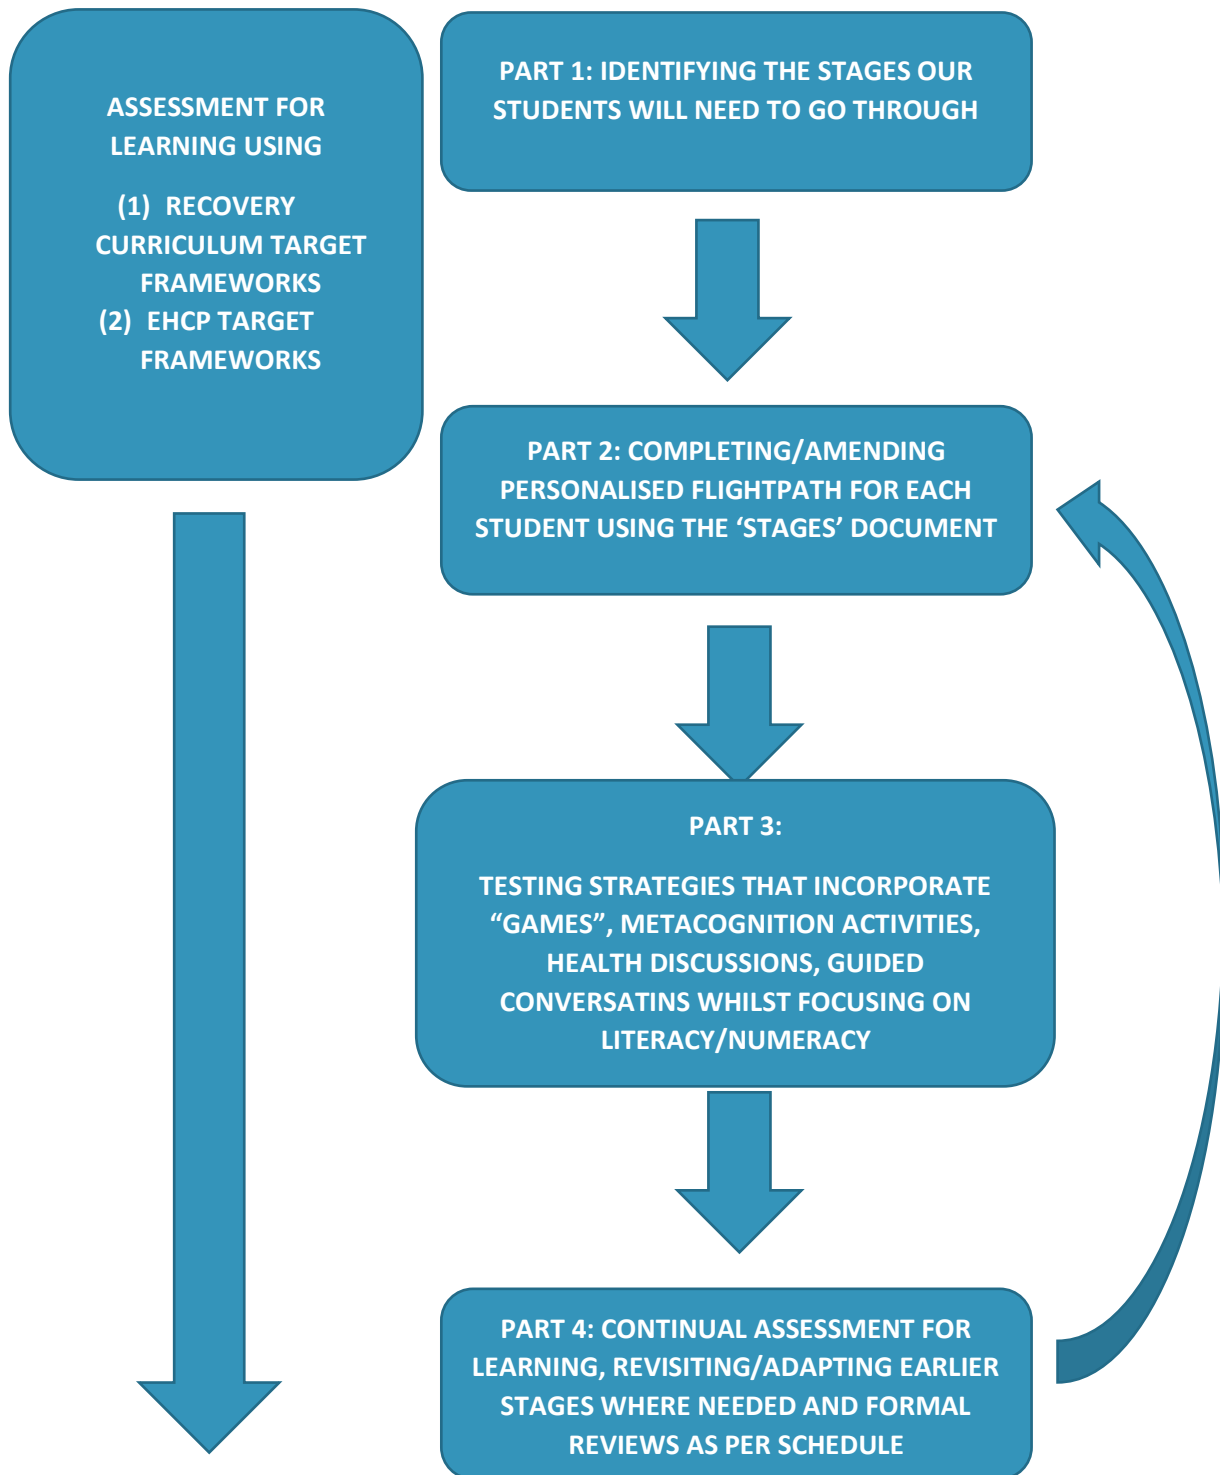 ASSESSMENT FOR
LEARNING USING
(1) RECOVERY
CURRICULUM TARGET
FRAMEWORKS
(2) EHCP TARGET
FRAMEWORKS
PART 1: IDENTIFYING THE STAGES OUR
STUDENTS WILL NEED TO GO THROUGH
PART 2: COMPLETING/AMENDING
PERSONALISED FLIGHTPATH FOR EACH
STUDENT USING THE ‘STAGES’ DOCUMENT
PART 3:
TESTING STRATEGIES THAT INCORPORATE
“GAMES”, METACOGNITION ACTIVITIES,
HEALTH DISCUSSIONS, GUIDED
CONVERSATINS WHILST FOCUSING ON
LITERACY/NUMERACY
PART 4: CONTINUAL ASSESSMENT FOR
LEARNING, REVISITING/ADAPTING EARLIER
STAGES WHERE NEEDED AND FORMAL
REVIEWS AS PER SCHEDULE